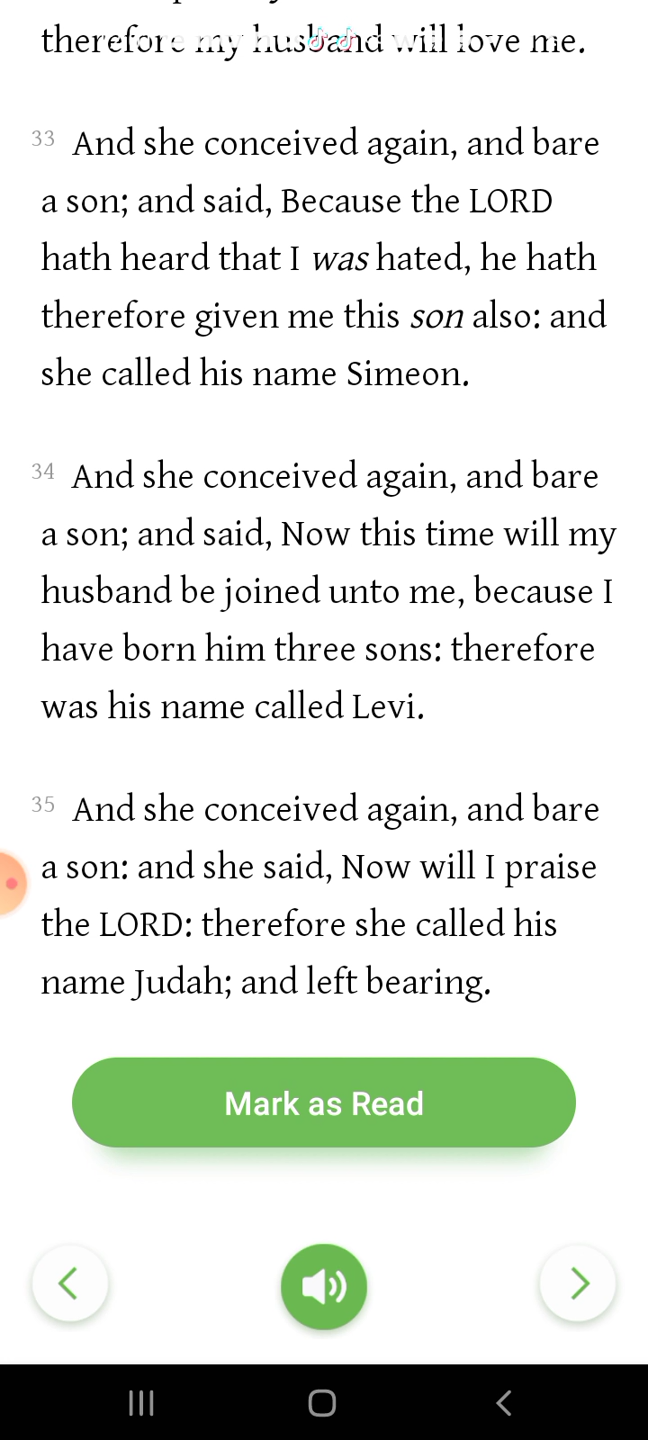 therefore my husband will love me.
33 And she conceived again, and bare
a son; and said, Because the LORD
hath heard that I was hated, he hath
therefore given me this son also: and
she called his name Simeon.
34 And she conceived again, and bare
a son; and said, Now this time will my
husband be joined unto me, because I
have born him three sons: therefore
was his name called Levi.
35 And she conceived again, and bare
a son: and she said, Now will I praise
the LORD: therefore she called his
name Judah; and left bearing.
Mark as Read